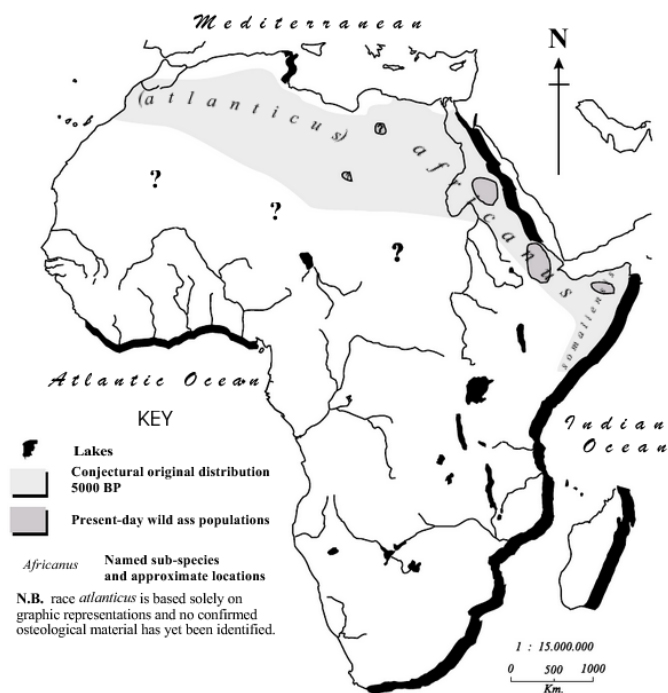 Mediterranean
N
(atlanticus)
africanus
?
?
?
?
?
somaliensis
Atlantic Ocean
Indian
Ocean
KEY
Lakes
Conjectural original distribution
5000 BP
Present-day wild ass populations
Africanus Named sub-species
and approximate locations
N.B. race atlanticus is based solely on
graphic representations and no confirmed
osteological material has yet been identified.
1 : 15.000.000
0 500 1000
Km.